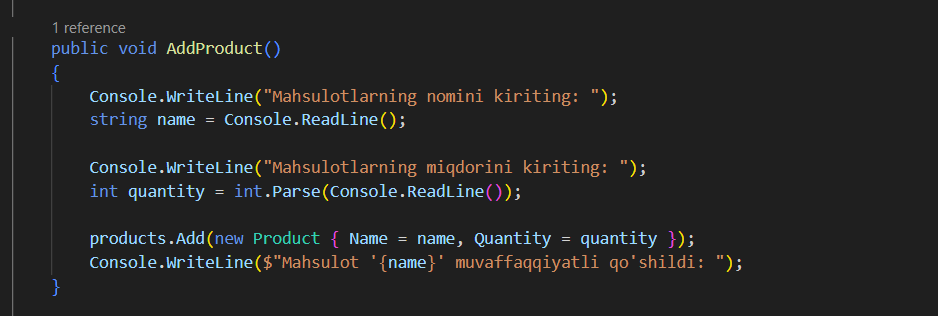 1 reference
public void AddProduct()
{
Console.WriteLine("Mahsulotlarning nomini kiriting: ");
string name = Console.ReadLine();
Console.WriteLine("Mahsulotlarning miqdorini kiriting: ");
int quantity = int.Parse(Console.ReadLine());
products.Add(new Product { Name = name, Quantity = quantity });
Console.WriteLine($"Mahsulot '{name}' muvaffaqqiyatli qo'shildi: ");
}